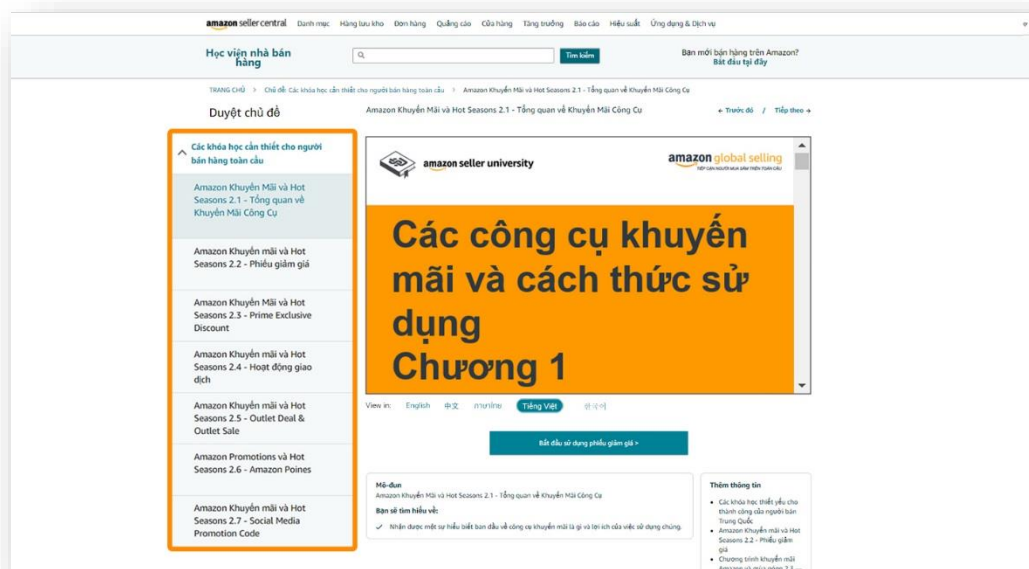 amazon seller central Danh mục Hàng lưu kho Đơn hàng Quảng cáo Cửa hàng Tăng trưởng Báo cáo Hiệu suất Ứng dụng & Dịch vụ
Học viện nhà bán
hàng
Tìm kiếm
Bạn mới bán hàng trên Amazon?
Bắt đầu tại đây
TRANG CHỦ > Chủ đề: Các khóa học cần thiết cho người bán hàng toàn cầu > Amazon Khuyến Mãi và Hot Seasons 2.1 - Tổng quan về Khuyến Mãi Công Cụ
Duyệt chủ đề
Amazon Khuyến Mãi và Hot Seasons 2.1 - Tổng quan về Khuyến Mãi Công Cụ
← Trước đó / Tiếp theo →
Các khóa học cần thiết cho người
bán hàng toàn cầu
Amazon Khuyến Mãi và Hot
Seasons 2.1 - Tổng quan về
Khuyến Mãi Công Cụ
Amazon Khuyến mãi và Hot
Seasons 2.2 - Phiếu giảm giá
Amazon Khuyến Mãi và Hot
Seasons 2.3 - Prime Exclusive
Discount
Amazon Khuyến mãi và Hot
Seasons 2.4 - Hoạt động giao
dịch
Amazon Khuyến mãi và Hot
Seasons 2.5 - Outlet Deal &
Outlet Sale
Amazon Promotions và Hot
Seasons 2.6 - Amazon Poines
Amazon Khuyến mãi và Hot
Seasons 2.7 - Social Media
Promotion Code
amazon seller university
amazon global selling
TIẾP CẬN NGƯỜI MUA SẮM TRÊN TOÀN CẦU
Các công cụ khuyến
mãi và cách thức sử
dụng
Chương 1
View in: English 中文 ภาษาไทย Tiếng Việt 한국어
Bắt đầu sử dụng phiếu giảm giá >
Mô-đun
Amazon Khuyến Mãi và Hot Seasons 2.1 - Tổng quan về Khuyến Mãi Công Cụ
Bạn sẽ tìm hiểu về:
✓ Nhận được một sự hiểu biết ban đầu về công cụ khuyến mãi là gì và lợi ích của việc sử dụng chúng.
Thêm thông tin
• Các khóa học thiết yếu cho
thành công của người bán
Trung Quốc
• Amazon Khuyến mãi và Hot
Seasons 2.2 - Phiếu giảm
giá
• Chương trình khuyến mãi